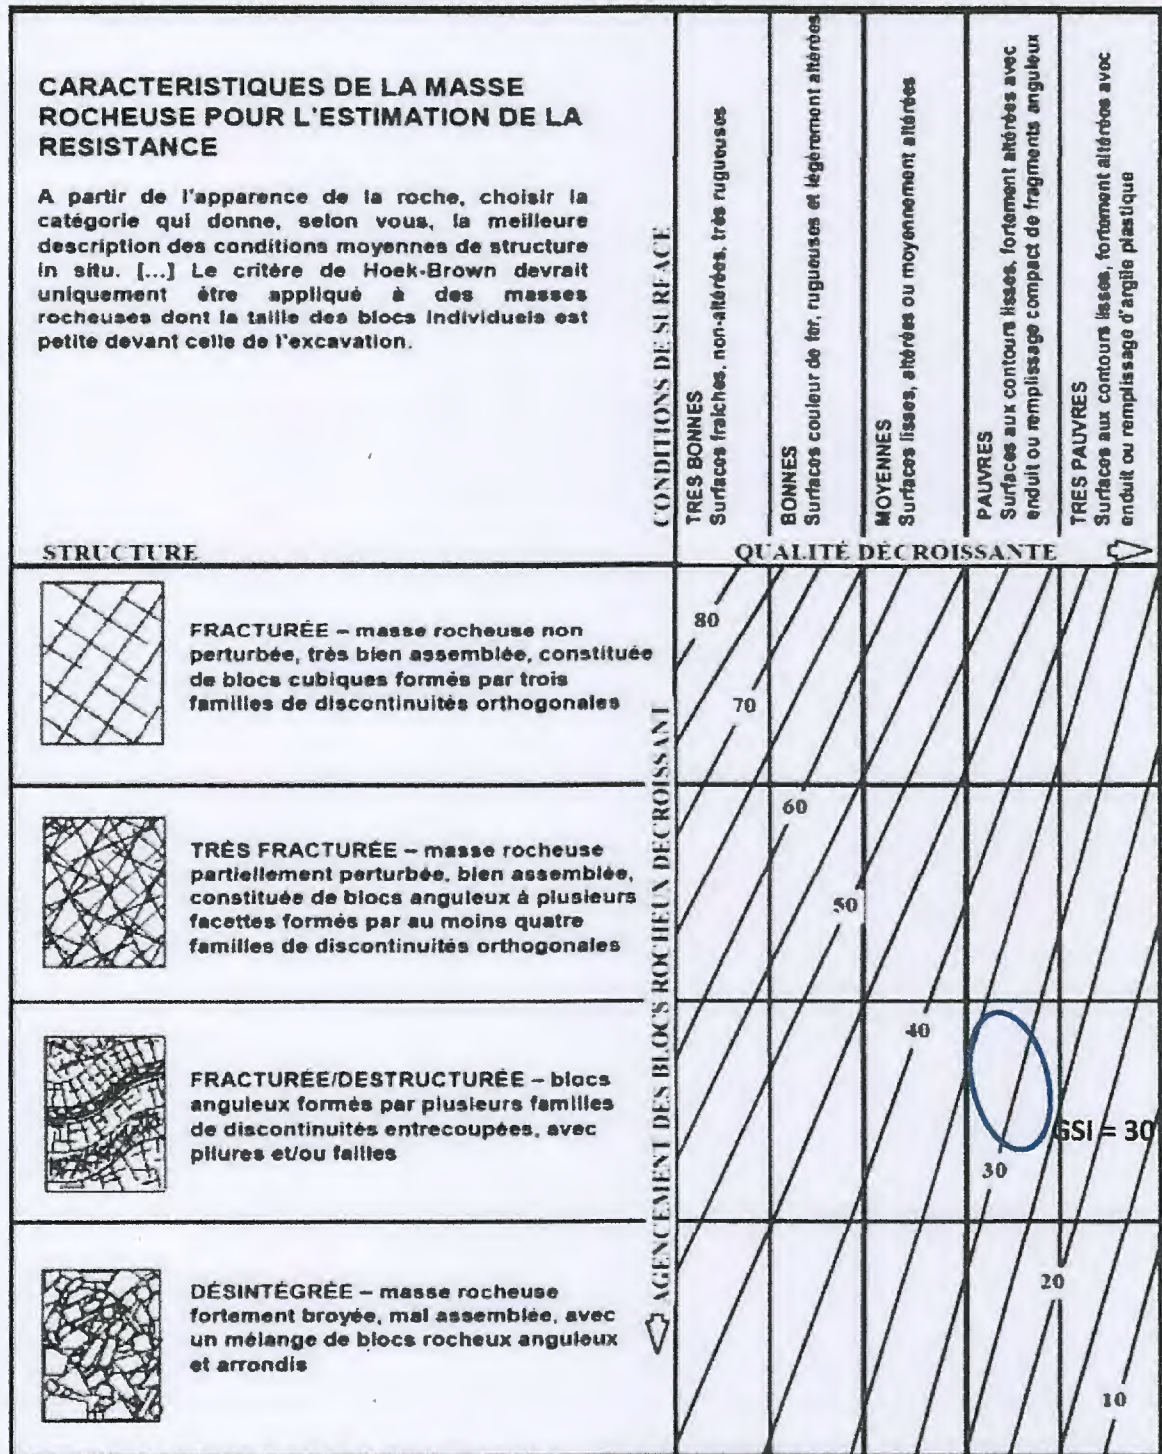 CARACTERISTIQUES DE LA MASSE
ROCHEUSE POUR L'ESTIMATION DE LA
RESISTANCE
A partir de l'apparence de la roche, choisir la
catégorie qui donne, selon vous, la meilleure
description des conditions moyennes de structure
in situ. [...] Le critère de Hoek-Brown devrait
uniquement être appliqué à des masses
rocheuses dont la taille des blocs individuels est
petite devant celle de l'excavation.
STRUCTURE
CONDITIONS DE SURFACE
TRES BONNES
Surfaces fraîches, non-altérées, très rugueuses
BONNES
Surfaces couleur de fer, rugueuses et légèrement altérées
MOYENNES
Surfaces lisses, altérées ou moyennement altérées
PAUVRES
Surfaces aux contours lisses, fortement altérées avec
enduit ou remplissage compact de fragments anguleux
TRES PAUVRES
Surfaces aux contours lisses, fortement altérées avec
enduit ou remplissage d'argile plastique
QUALITÉ DÉCROISSANTE
AGENCEMENT DES BLOCS ROCHEUX DECROISSANT
FRACTURÉE – masse rocheuse non
perturbée, très bien assemblée, constituée
de blocs cubiques formés par trois
familles de discontinuités orthogonales
80
70
TRÈS FRACTURÉE – masse rocheuse
partiellement perturbée, bien assemblée,
constituée de blocs anguleux à plusieurs
facettes formés par au moins quatre
familles de discontinuités orthogonales
60
50
FRACTURÉE/DESTRUCTURÉE – blocs
anguleux formés par plusieurs familles
de discontinuités entrecoupées, avec
pliures et/ou failles
40
GSI = 30
30
DÉSINTÉGRÉE – masse rocheuse
fortement broyée, mal assemblée, avec
un mélange de blocs rocheux anguleux
et arrondis
20
10